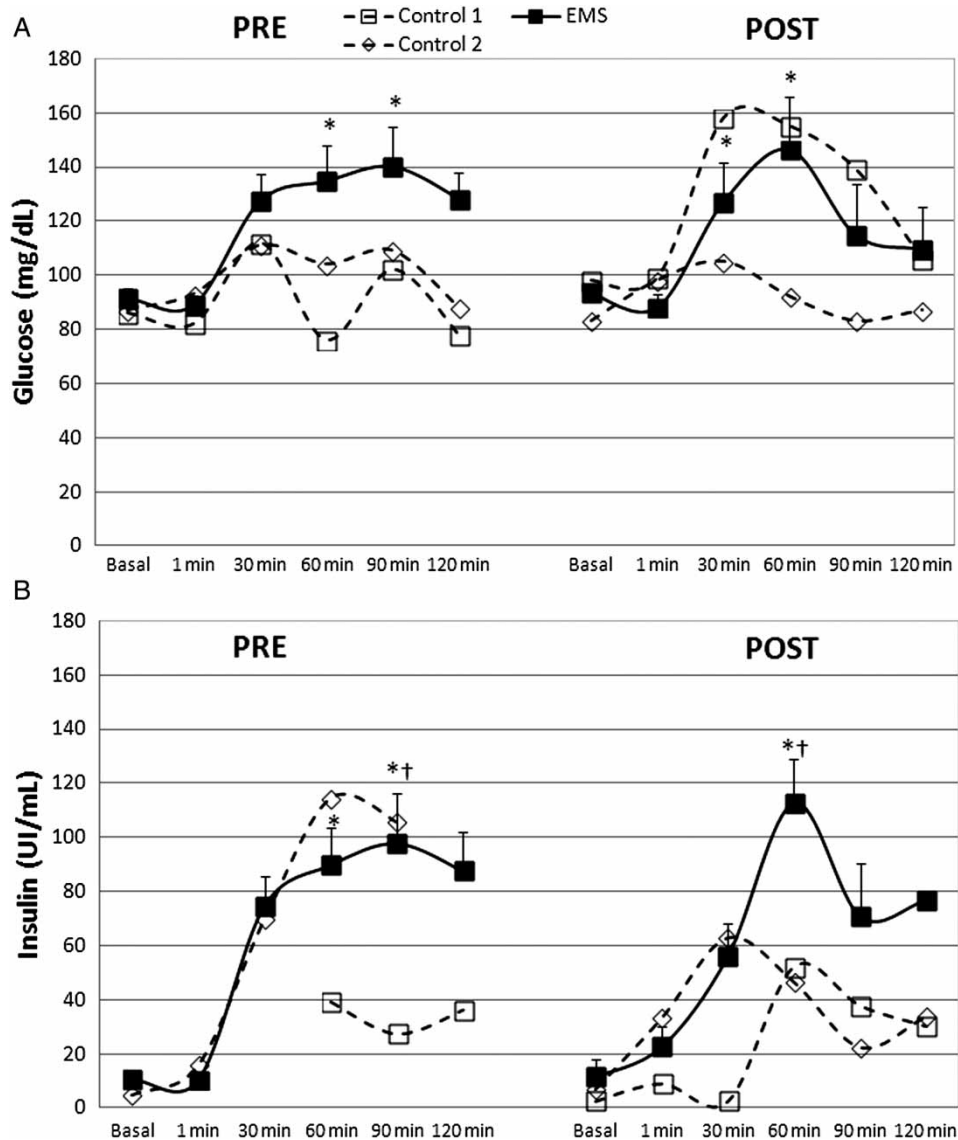 A
Control 1
EMS
Control 2
PRE
POST
Glucose (mg/dL)
180
160
140
120
100
80
60
40
20
0
* * * *
Basal 1 min 30 min 60 min 90 min 120 min Basal 1 min 30 min 60 min 90 min 120 min
B
PRE
POST
Insulin (UI/mL)
180
160
140
120
100
80
60
40
20
0
*† *†
*
Basal 1 min 30 min 60 min 90 min 120 min Basal 1 min 30 min 60 min 90 min 120 min